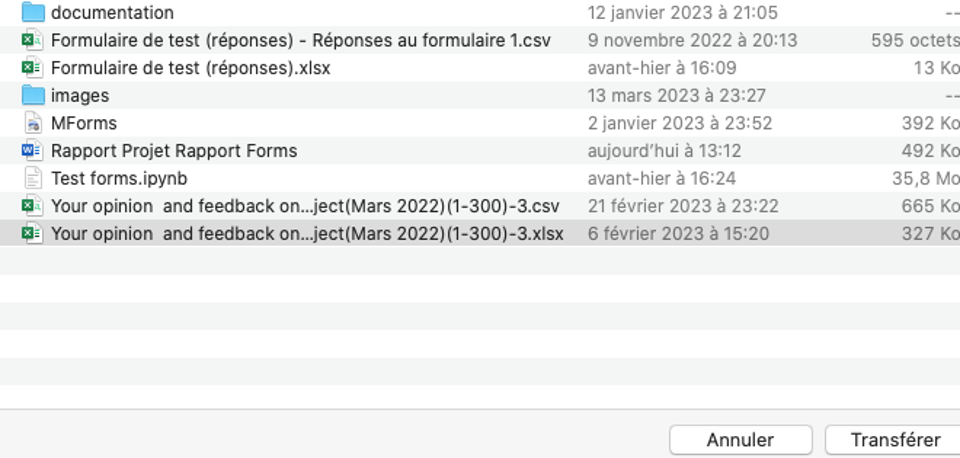 documentation 12 janvier 2023 à 21:05 --
Formulaire de test (réponses) - Réponses au formulaire 1.csv 9 novembre 2022 à 20:13 595 octets
Formulaire de test (réponses).xlsx avant-hier à 16:09 13 Ko
images 13 mars 2023 à 23:27 --
MForms 2 janvier 2023 à 23:52 392 Ko
Rapport Projet Rapport Forms aujourd’hui à 13:12 492 Ko
Test forms.ipynb avant-hier à 16:24 35,8 Mo
Your opinion  and feedback on...ject(Mars 2022)(1-300)-3.csv 21 février 2023 à 23:22 665 Ko
Your opinion  and feedback on...ject(Mars 2022)(1-300)-3.xlsx 6 février 2023 à 15:20 327 Ko
Annuler Transférer